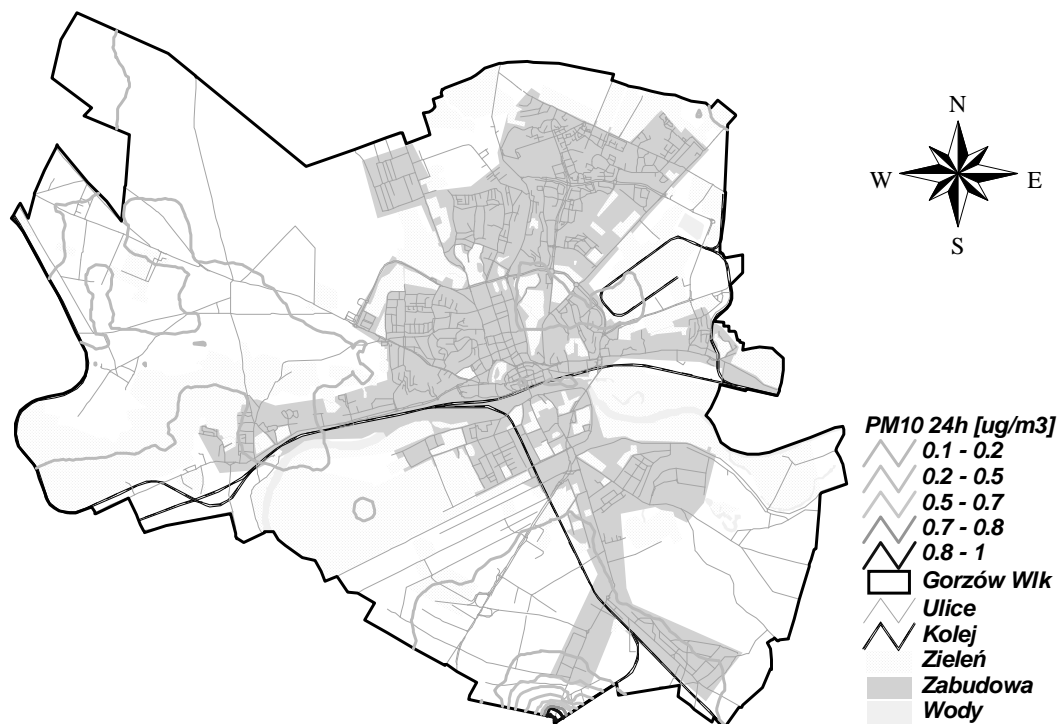 N
W
E
S
PM10 24h [ug/m3]
0.1 - 0.2
0.2 - 0.5
0.5 - 0.7
0.7 - 0.8
0.8 - 1
Gorzów Wlk
Ulice
Kolej
Zieleń
Zabudowa
Wody